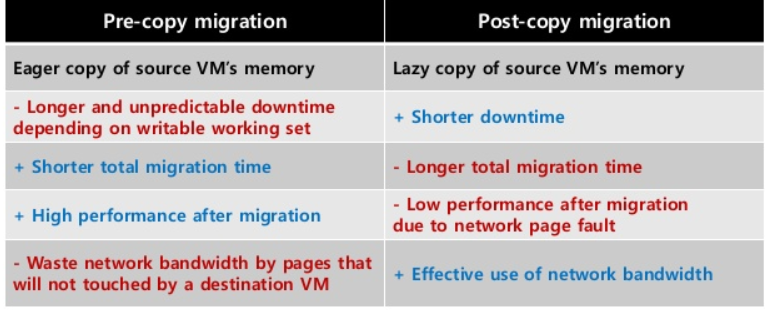 Pre-copy migration
Post-copy migration
Eager copy of source VM's memory
Lazy copy of source VM's memory
- Longer and unpredictable downtime
depending on writable working set
+ Shorter downtime
+ Shorter total migration time
- Longer total migration time
+ High performance after migration
- Low performance after migration
due to network page fault
- Waste network bandwidth by pages that
will not touched by a destination VM
+ Effective use of network bandwidth